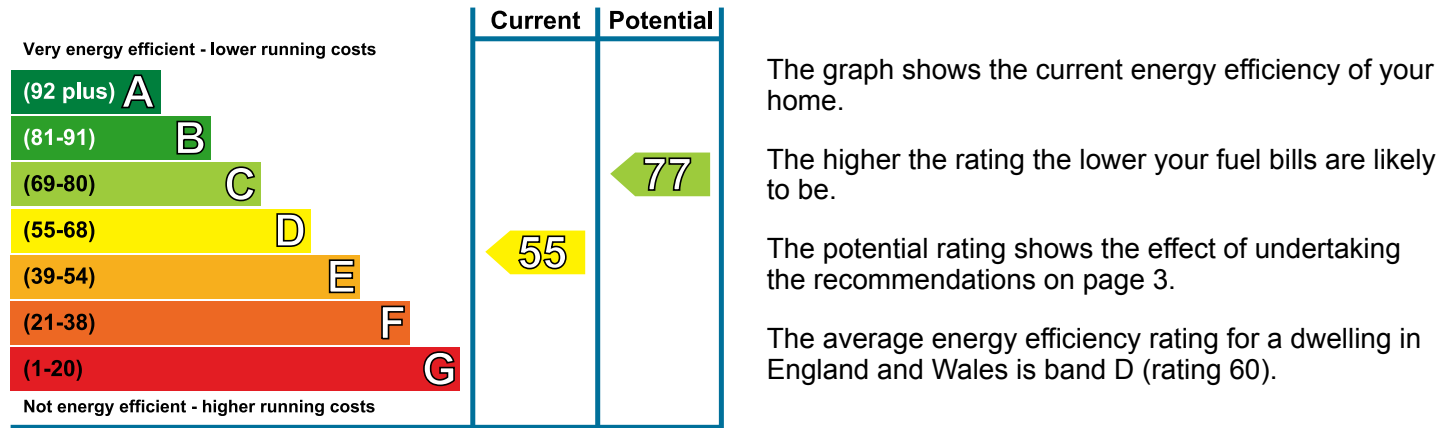 Current Potential
Very energy efficient - lower running costs
(92 plus) A
(81-91) B
(69-80) C
77
(55-68) D
55
(39-54) E
(21-38) F
(1-20) G
Not energy efficient - higher running costs
The graph shows the current energy efficiency of your
home.
The higher the rating the lower your fuel bills are likely
to be.
The potential rating shows the effect of undertaking
the recommendations on page 3.
The average energy efficiency rating for a dwelling in
England and Wales is band D (rating 60).